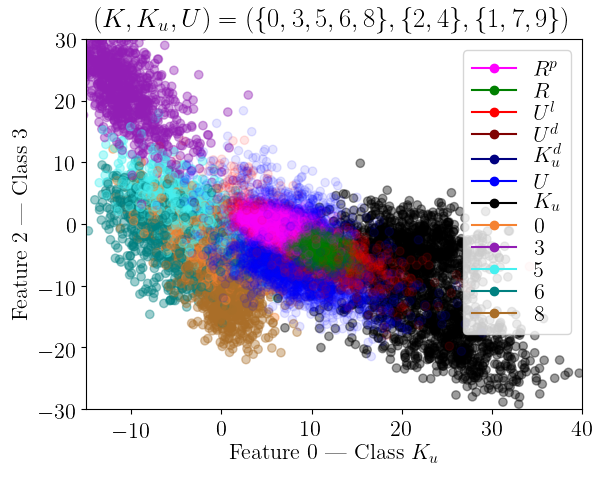 (K, K_u, U) = ({0, 3, 5, 6, 8}, {2, 4}, {1, 7, 9})
30
20
10
0
−10
−20
−30
Feature 2 — Class 3
−10
0
10
20
30
40
Feature 0 — Class K_u
R^p
R
U^l
U^d
K_u^d
U
K_u
0
3
5
6
8